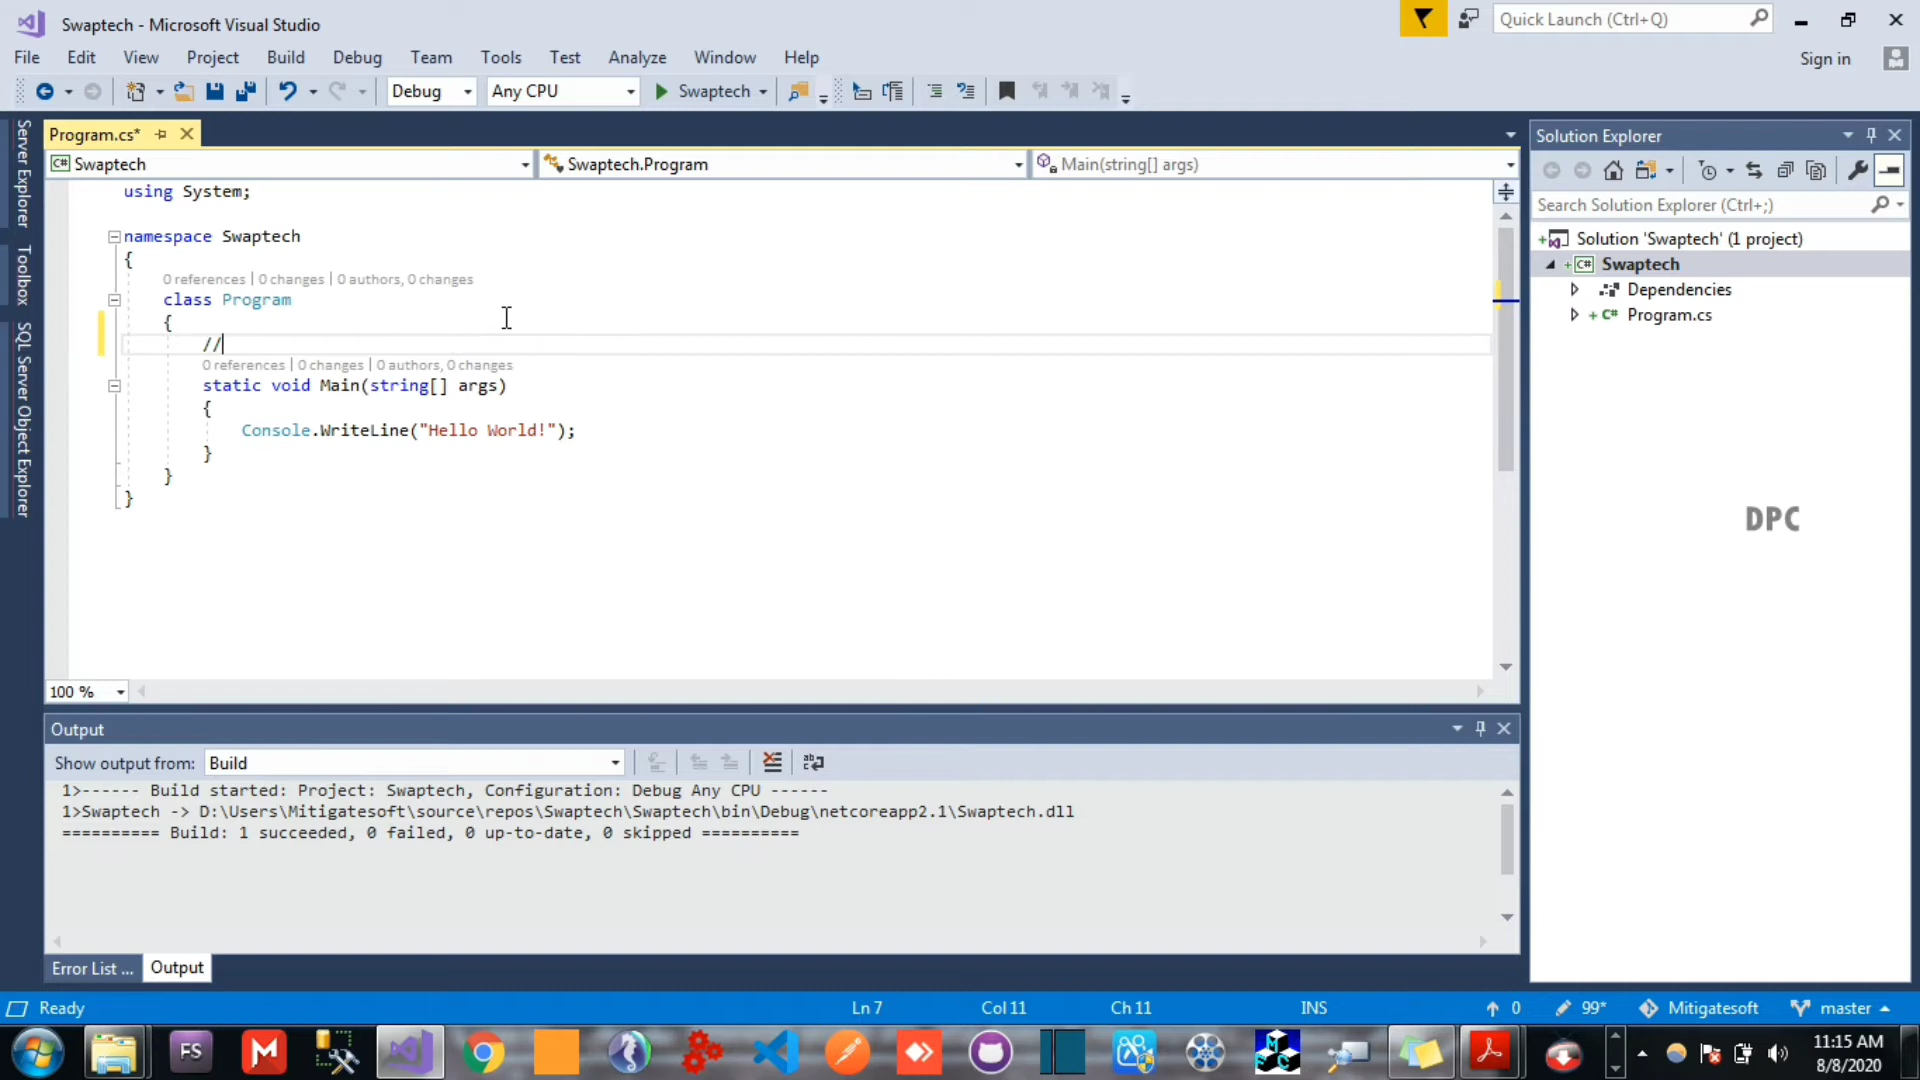 Swaptech - Microsoft Visual Studio
Quick Launch (Ctrl+Q)
File Edit View Project Build Debug Team Tools Test Analyze Window Help
Sign in
Debug Any CPU Swaptech
Program.cs*
Swaptech Swaptech.Program Main(string[] args)
Server Explorer
Toolbox
SQL Server Object Explorer
using System;
namespace Swaptech
{
0 references | 0 changes | 0 authors, 0 changes
class Program
{
//
0 references | 0 changes | 0 authors, 0 changes
static void Main(string[] args)
{
Console.WriteLine("Hello World!");
}
}
}
100 %
Solution Explorer
Search Solution Explorer (Ctrl+;)
Solution 'Swaptech' (1 project)
C# Swaptech
Dependencies
C# Program.cs
DPC
Output
Show output from: Build
1>------ Build started: Project: Swaptech, Configuration: Debug Any CPU ------
1>Swaptech -> D:\Users\Mitigatesoft\source\repos\Swaptech\Swaptech\bin\Debug\netcoreapp2.1\Swaptech.dll
========== Build: 1 succeeded, 0 failed, 0 up-to-date, 0 skipped ==========
Error List ... Output
Ready Ln 7 Col 11 Ch 11 INS 0 99* Mitigatesoft master
FS
11:15 AM
8/8/2020